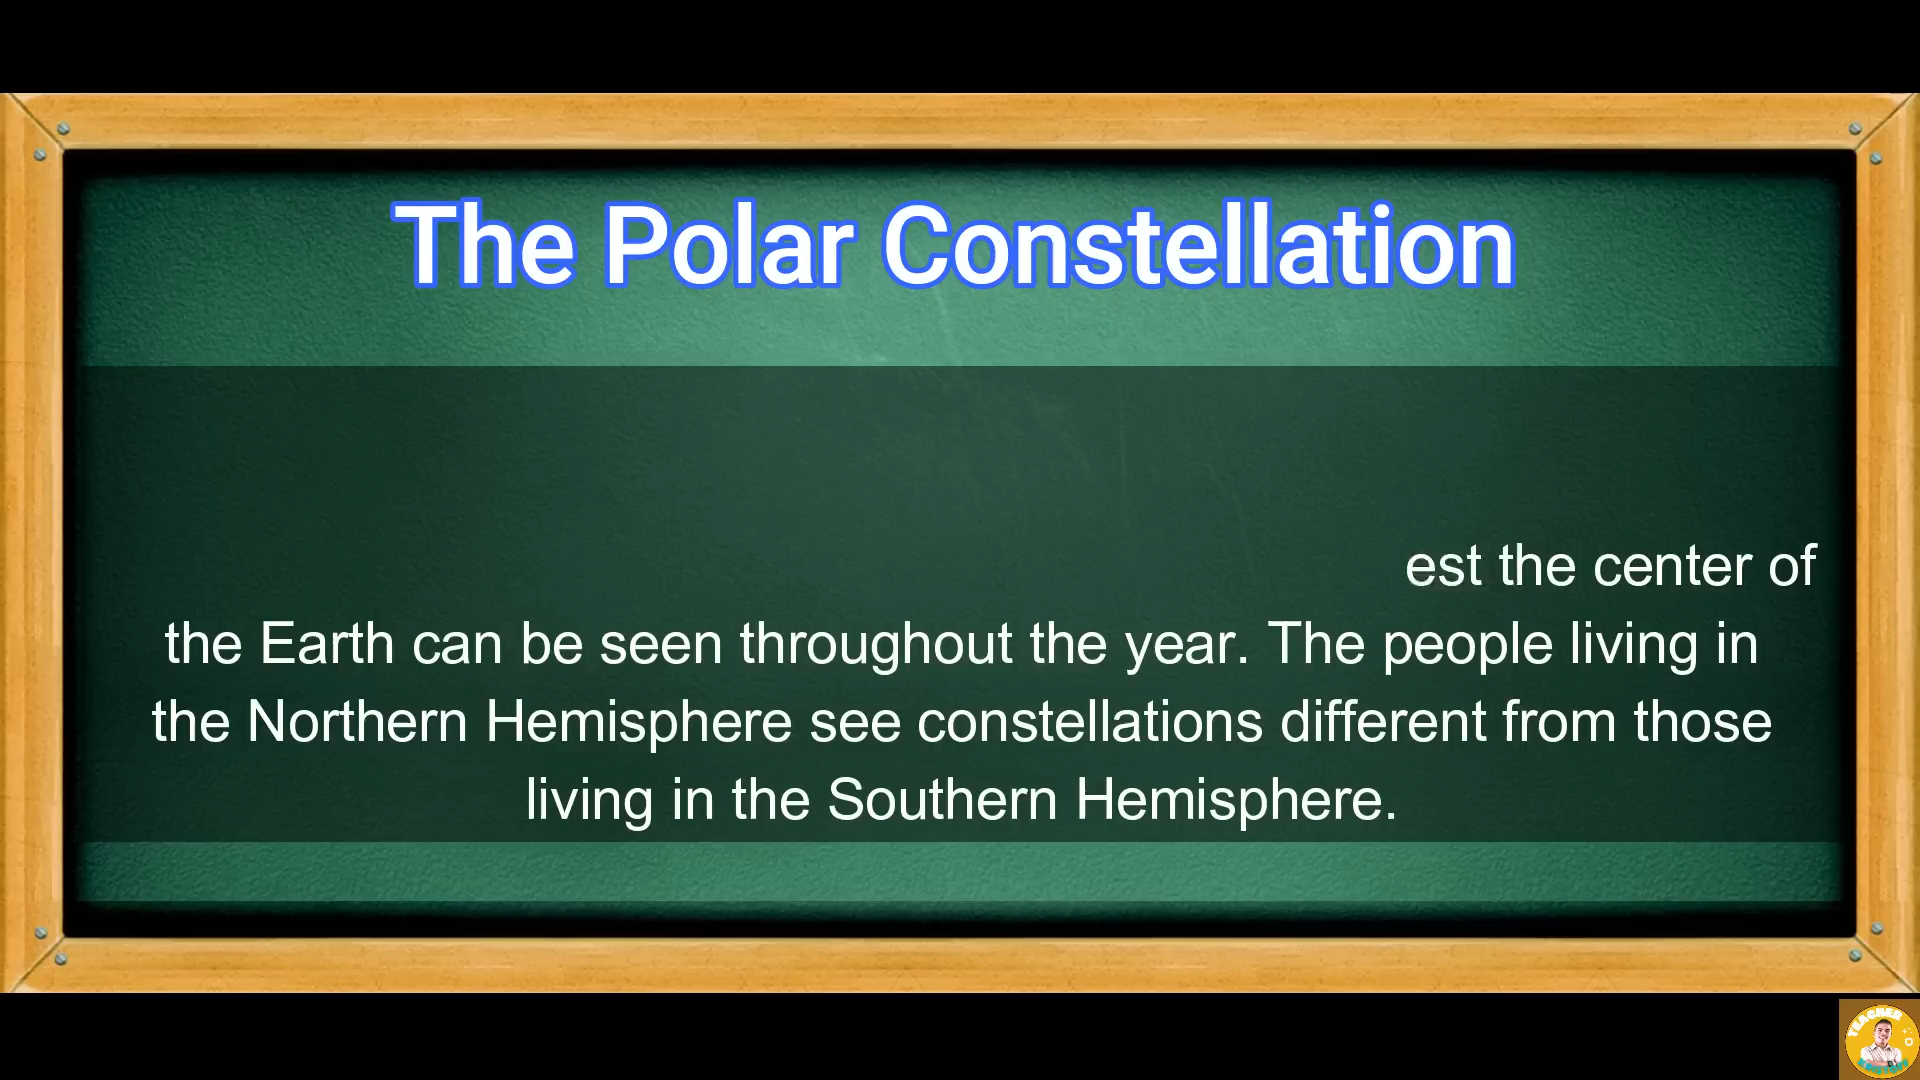 The Polar Constellation
est the center of
the Earth can be seen throughout the year. The people living in
the Northern Hemisphere see constellations different from those
living in the Southern Hemisphere.
TEACHER